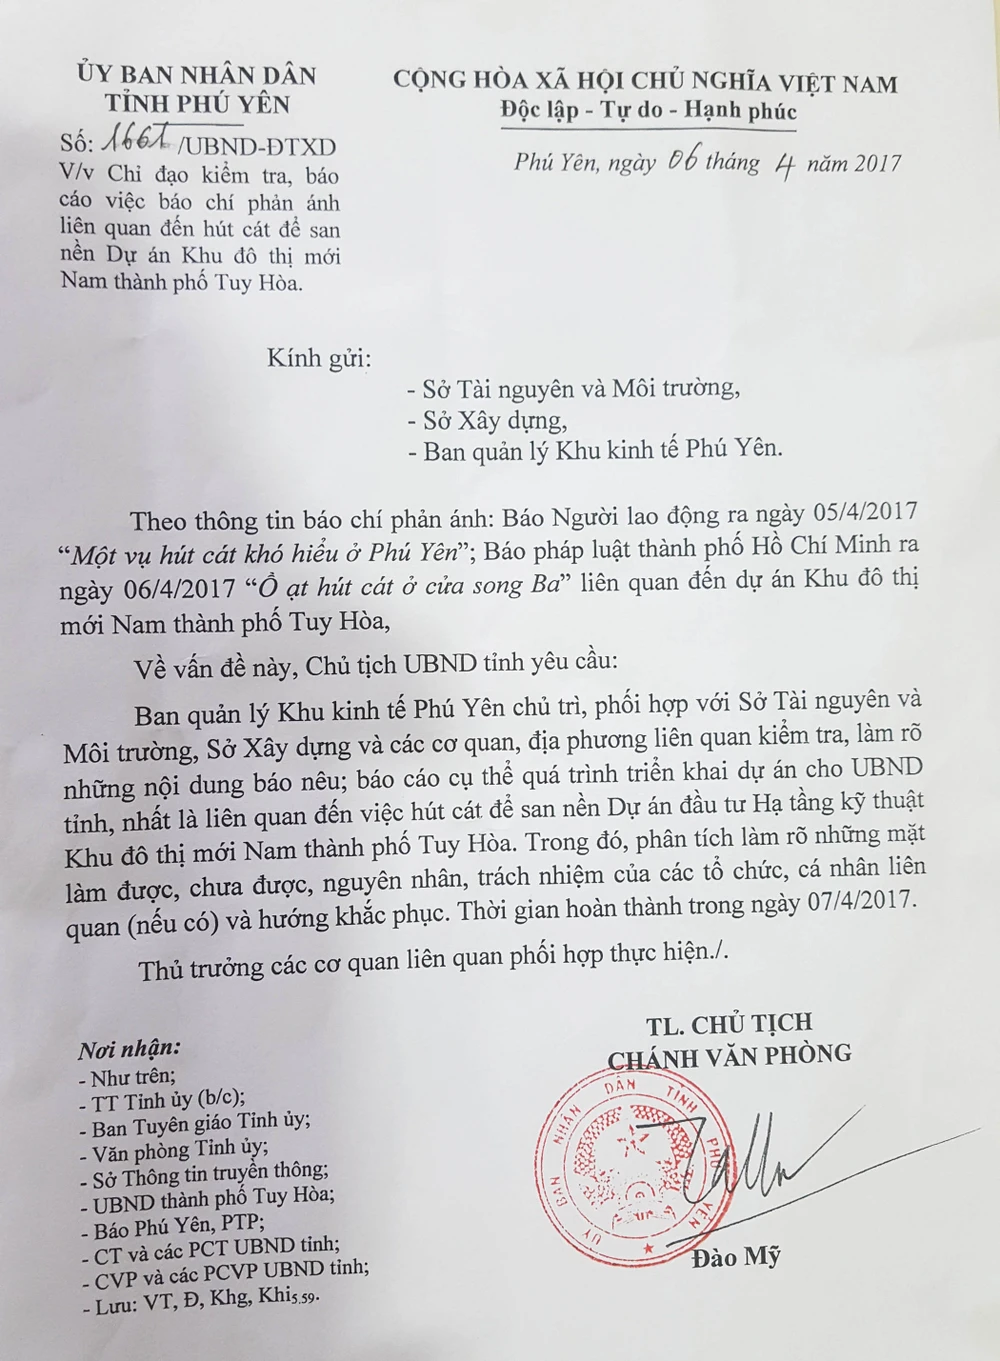 ỦY BAN NHÂN DÂN
TỈNH PHÚ YÊN
Số: 1667/UBND-ĐTXD
V/v Chỉ đạo kiểm tra, báo
cáo việc báo chí phản ánh
liên quan đến hút cát để san
nền Dự án Khu đô thị mới
Nam thành phố Tuy Hòa.
CỘNG HÒA XÃ HỘI CHỦ NGHĨA VIỆT NAM
Độc lập - Tự do - Hạnh phúc
Phú Yên, ngày 06 tháng 4 năm 2017
Kính gửi:
- Sở Tài nguyên và Môi trường,
- Sở Xây dựng,
- Ban quản lý Khu kinh tế Phú Yên.
Theo thông tin báo chí phản ánh: Báo Người lao động ra ngày 05/4/2017
“Một vụ hút cát khó hiểu ở Phú Yên”; Báo pháp luật thành phố Hồ Chí Minh ra
ngày 06/4/2017 “Ồ ạt hút cát ở cửa song Ba” liên quan đến dự án Khu đô thị
mới Nam thành phố Tuy Hòa,
Về vấn đề này, Chủ tịch UBND tỉnh yêu cầu:
Ban quản lý Khu kinh tế Phú Yên chủ trì, phối hợp với Sở Tài nguyên và
Môi trường, Sở Xây dựng và các cơ quan, địa phương liên quan kiểm tra, làm rõ
những nội dung báo nêu; báo cáo cụ thể quá trình triển khai dự án cho UBND
tỉnh, nhất là liên quan đến việc hút cát để san nền Dự án đầu tư Hạ tầng kỹ thuật
Khu đô thị mới Nam thành phố Tuy Hòa. Trong đó, phân tích làm rõ những mặt
làm được, chưa được, nguyên nhân, trách nhiệm của các tổ chức, cá nhân liên
quan (nếu có) và hướng khắc phục. Thời gian hoàn thành trong ngày 07/4/2017.
Thủ trưởng các cơ quan liên quan phối hợp thực hiện./.
Nơi nhận:
- Như trên;
- TT Tỉnh ủy (b/c);
- Ban Tuyên giáo Tỉnh ủy;
- Văn phòng Tỉnh ủy;
- Sở Thông tin truyền thông;
- UBND thành phố Tuy Hòa;
- Báo Phú Yên, PTP;
- CT và các PCT UBND tỉnh;
- CVP và các PCVP UBND tỉnh;
- Lưu: VT, Đ, Khg, Khi5.59.
TL. CHỦ TỊCH
CHÁNH VĂN PHÒNG
ỦY BAN NHÂN DÂN TỈNH PHÚ YÊN
Đào Mỹ